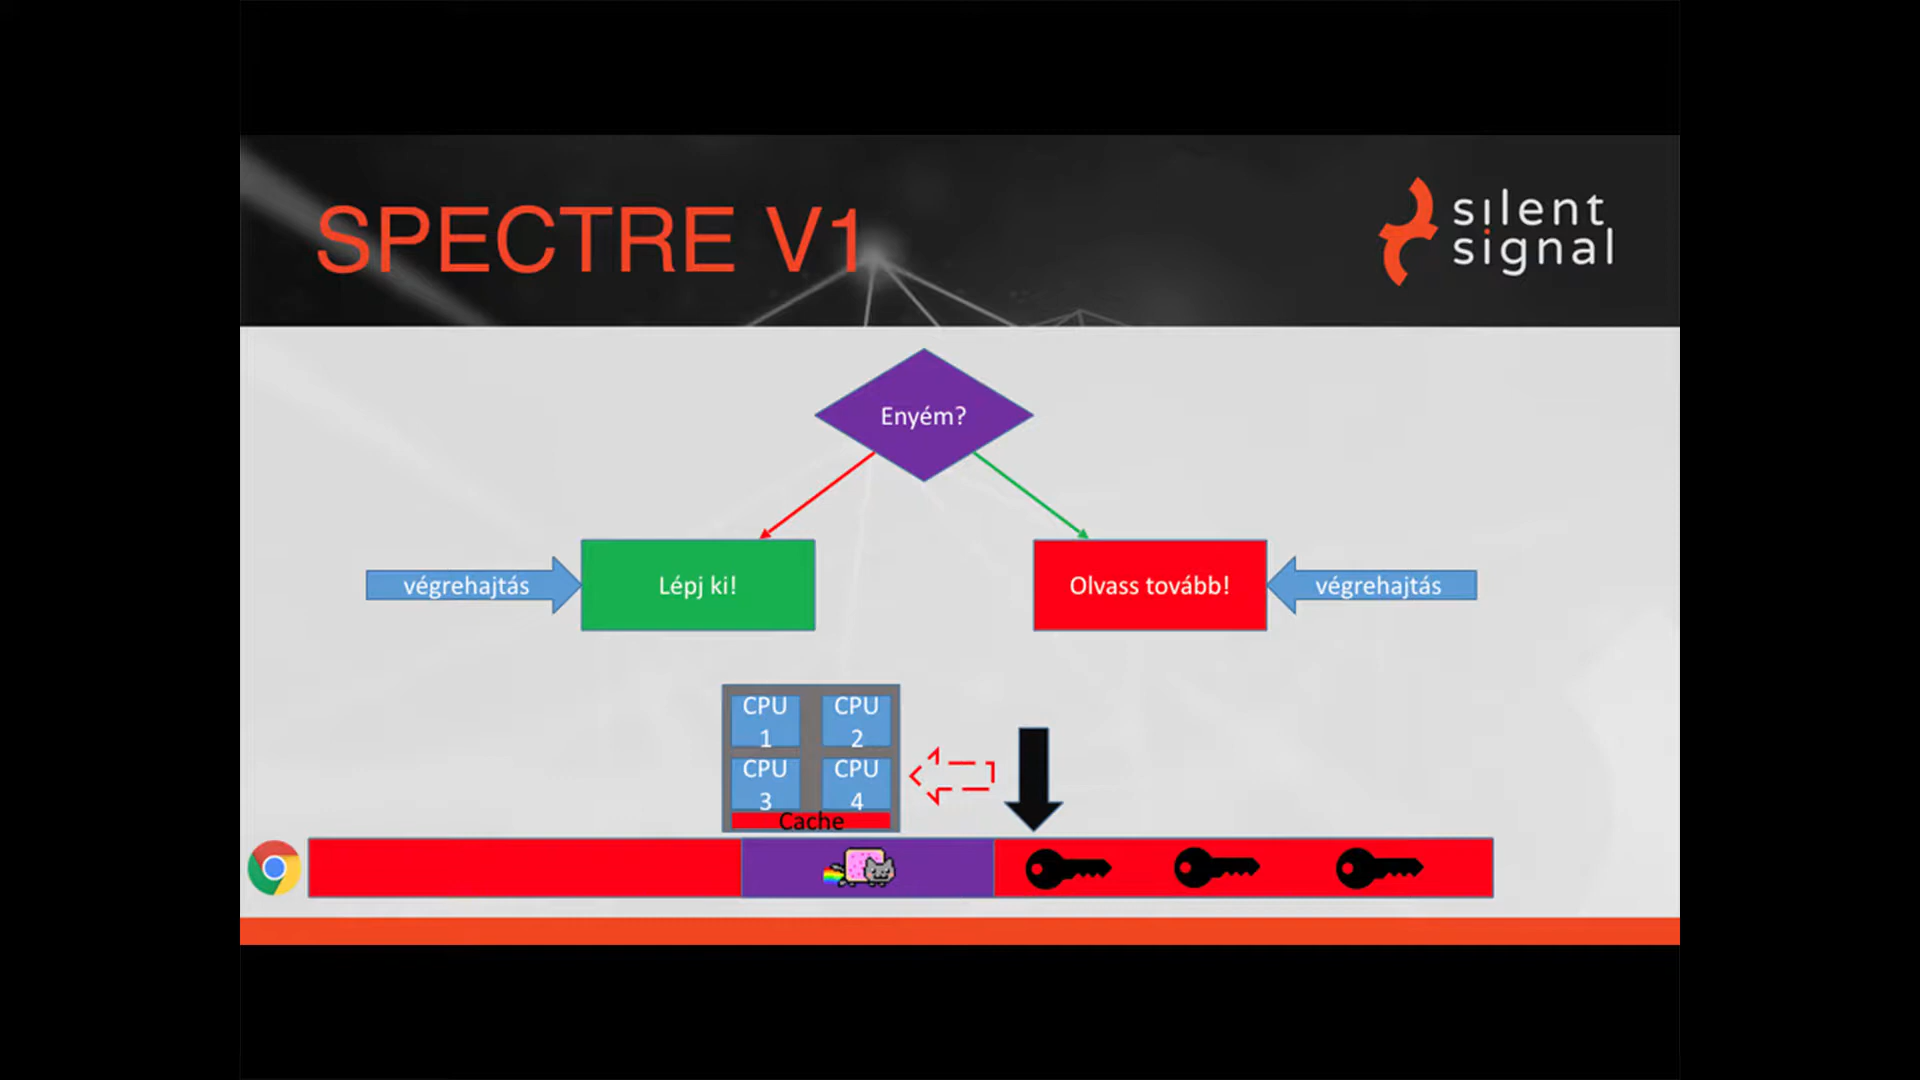 SPECTRE V1
silent
signal
Enyém?
végrehajtás
Lépj ki!
Olvass tovább!
végrehajtás
CPU
1
CPU
2
CPU
3
CPU
4
Cache